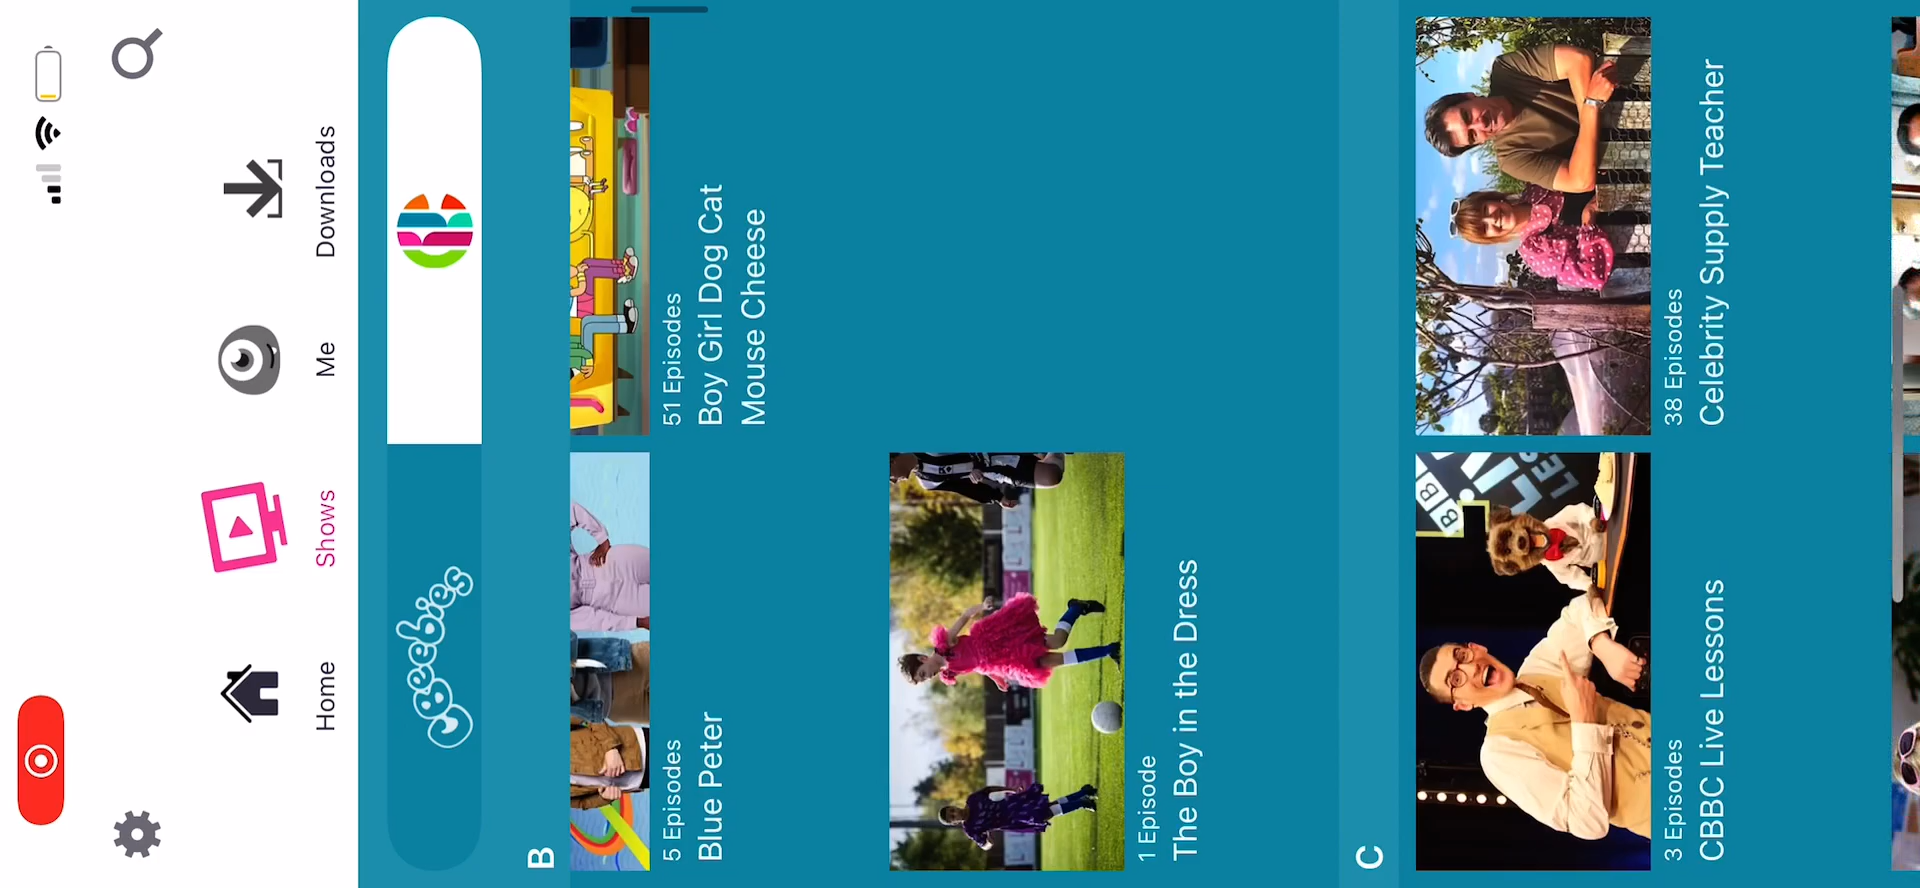 Home
Shows
Me
Downloads
CBeebies
B
5 Episodes
Blue Peter
51 Episodes
Boy Girl Dog Cat
Mouse Cheese
1 Episode
The Boy in the Dress
C
3 Episodes
CBBC Live Lessons
38 Episodes
Celebrity Supply Teacher